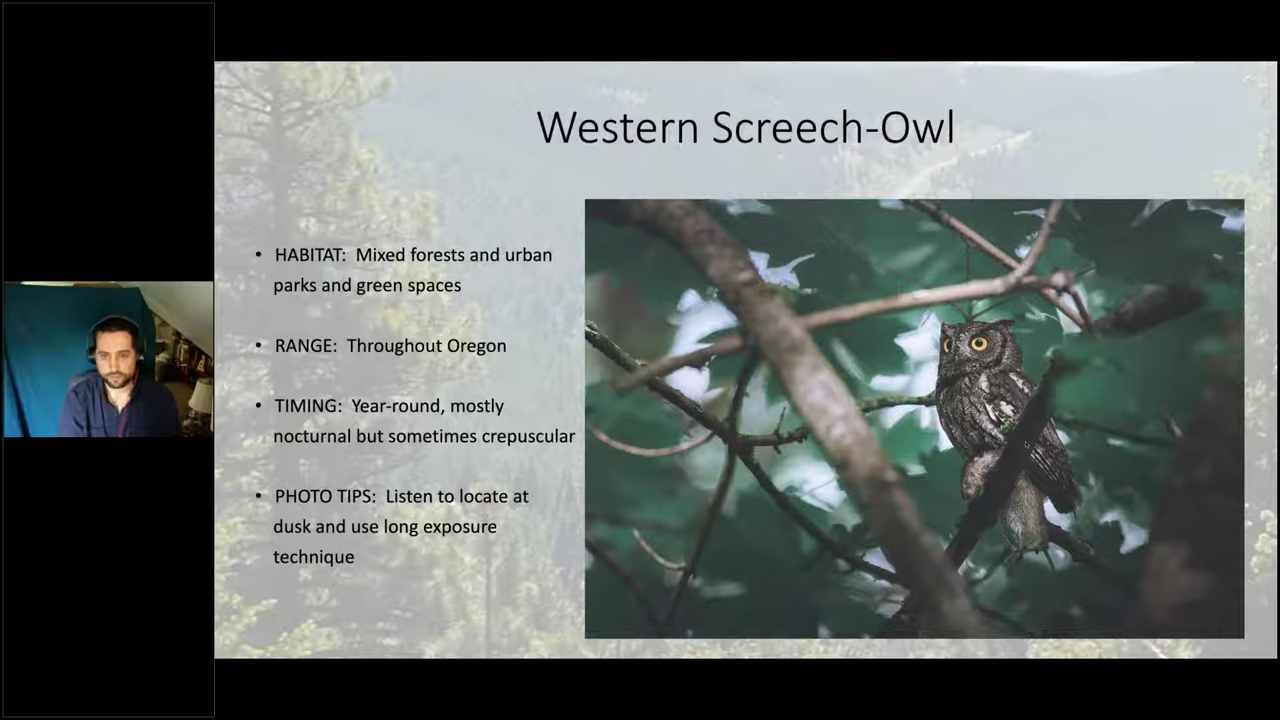 Western Screech-Owl
• HABITAT: Mixed forests and urban
parks and green spaces
• RANGE: Throughout Oregon
• TIMING: Year-round, mostly
nocturnal but sometimes crepuscular
• PHOTO TIPS: Listen to locate at
dusk and use long exposure
technique